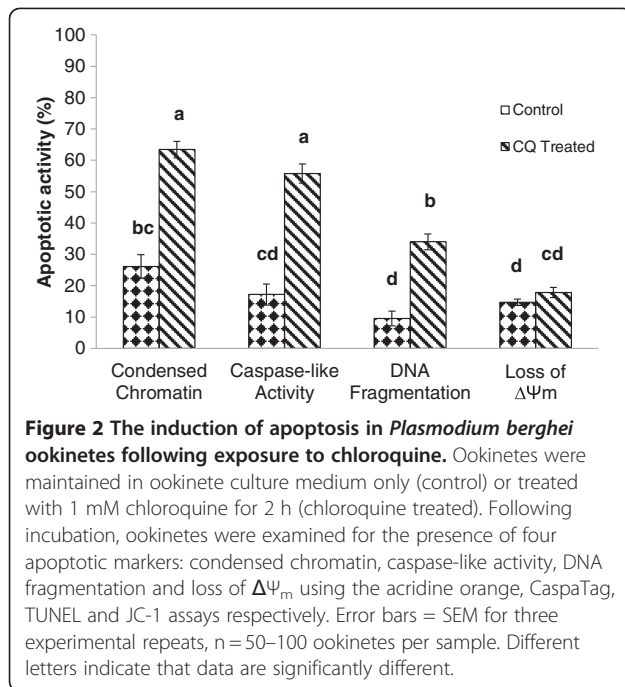 100
90
80
70
60
50
40
30
20
10
0
Apoptotic activity (%)
a
a
b
bc
cd
d
d
cd
Control
CQ Treated
Condensed
Chromatin
Caspase-like
Activity
DNA
Fragmentation
Loss of
ΔΨm
Figure 2 The induction of apoptosis in Plasmodium berghei
ookinetes following exposure to chloroquine. Ookinetes were
maintained in ookinete culture medium only (control) or treated
with 1 mM chloroquine for 2 h (chloroquine treated). Following
incubation, ookinetes were examined for the presence of four
apoptotic markers: condensed chromatin, caspase-like activity, DNA
fragmentation and loss of ΔΨm using the acridine orange, CaspaTag,
TUNEL and JC-1 assays respectively. Error bars = SEM for three
experimental repeats, n = 50–100 ookinetes per sample. Different
letters indicate that data are significantly different.